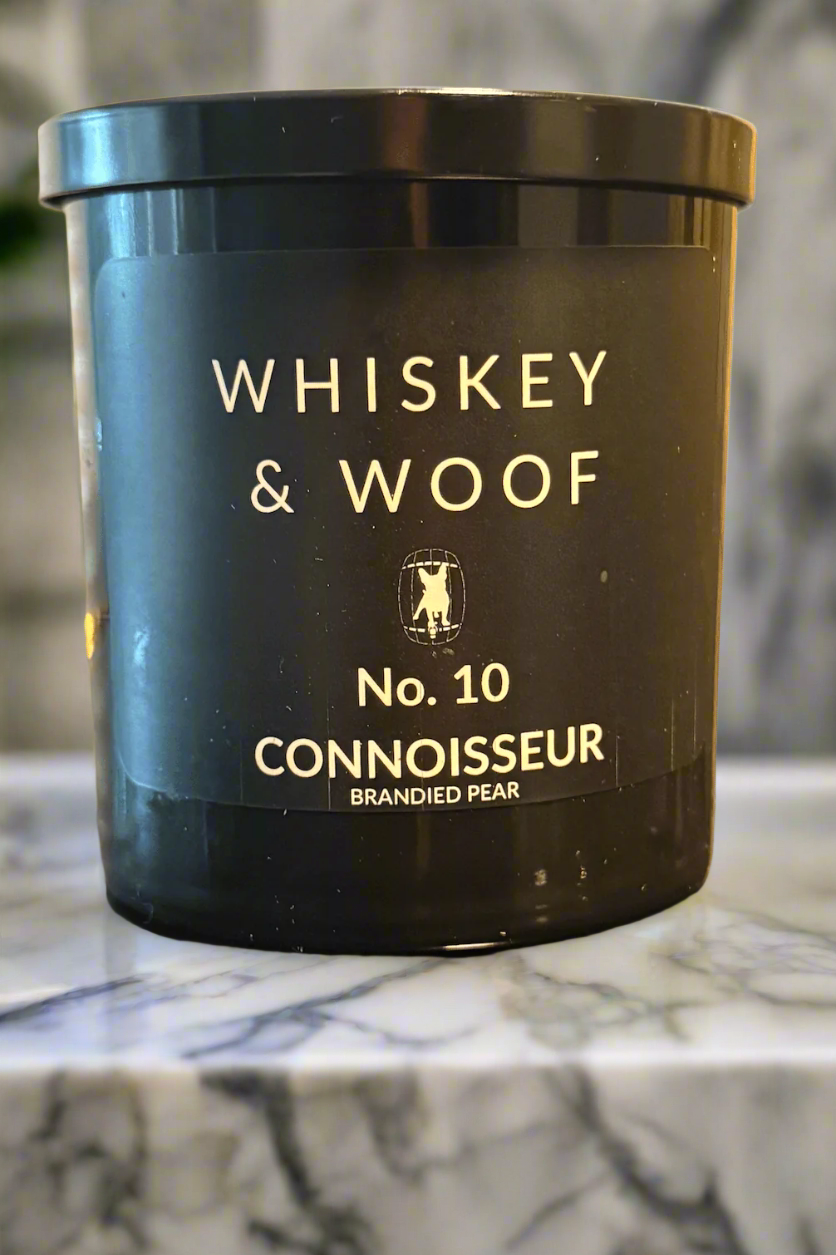 WHISKEY
& WOOF
No. 10
CONNOISSEUR
BRANDIED PEAR